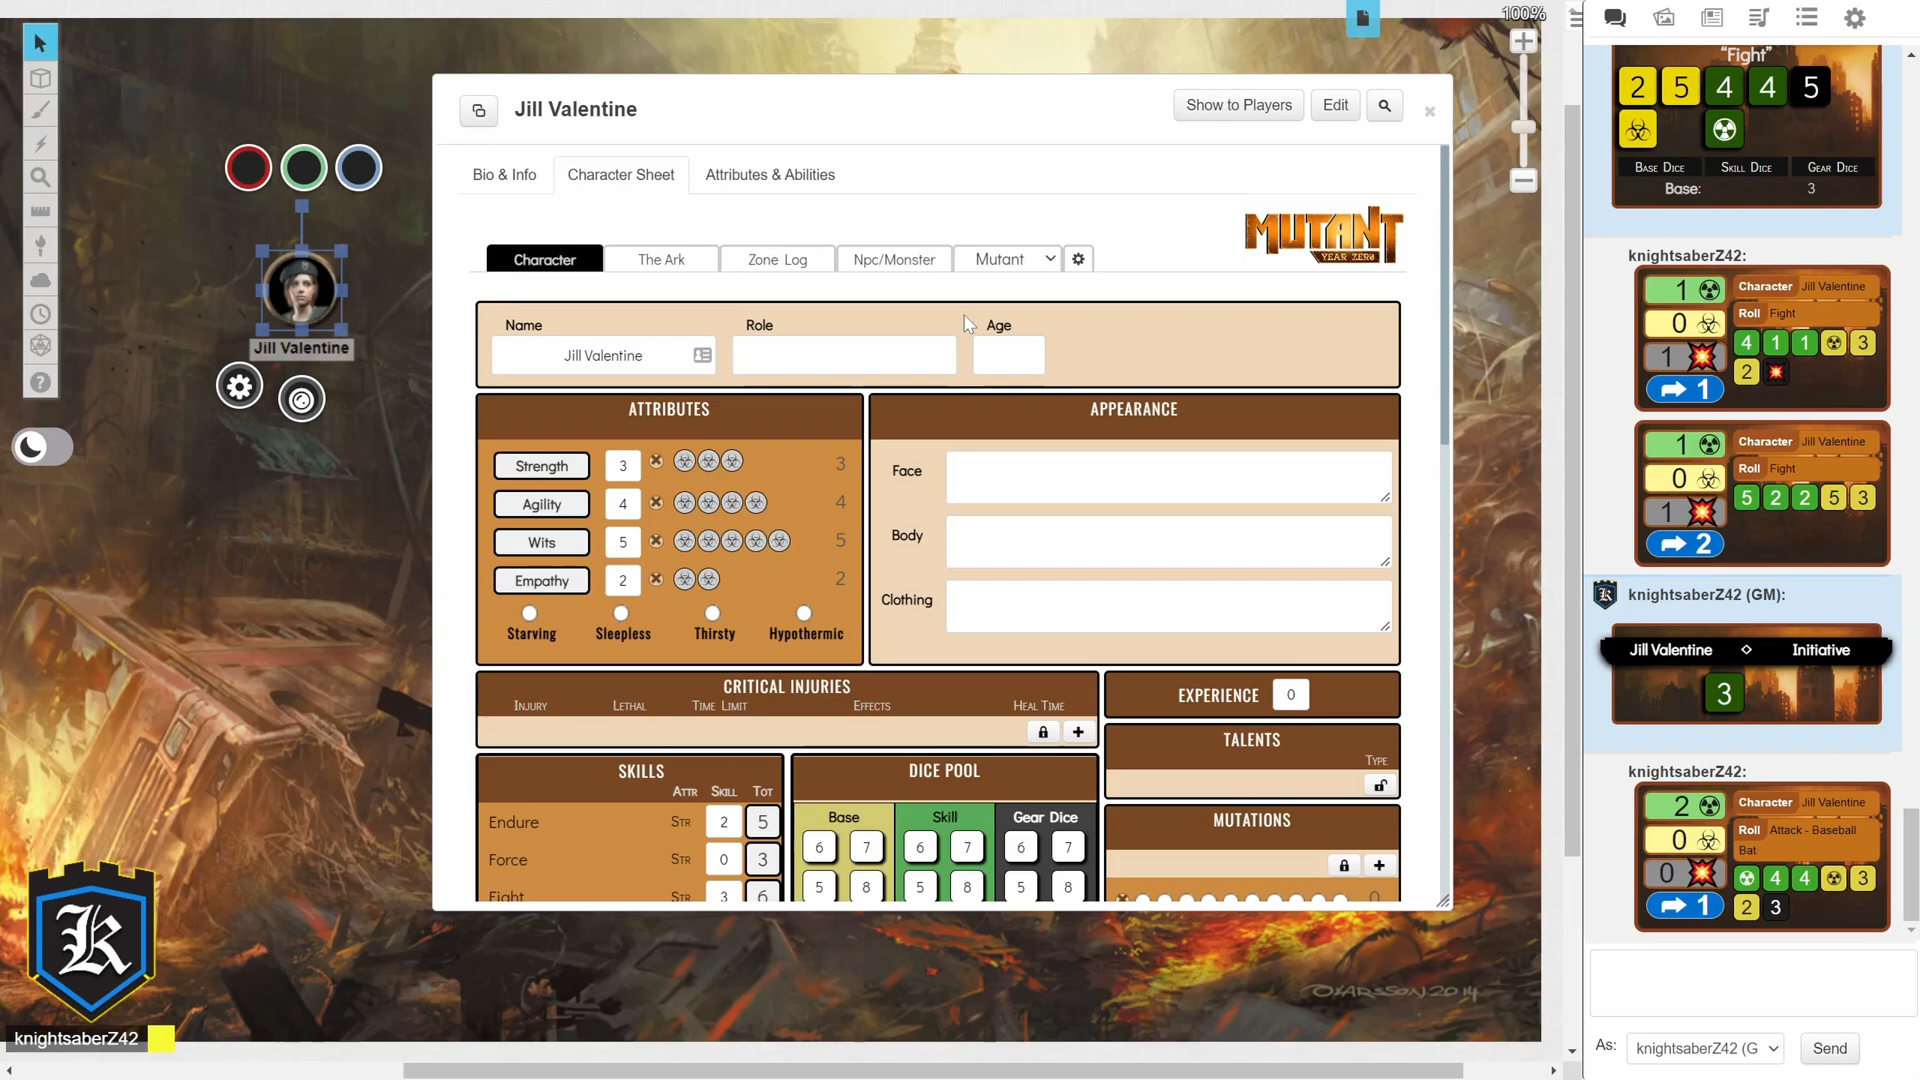 100%
Jill Valentine
Show to Players
Edit
Bio & Info
Character Sheet
Attributes & Abilities
MUTANT
YEAR ZERO
Character
The Ark
Zone Log
Npc/Monster
Mutant
Name
Role
Age
Jill Valentine
ATTRIBUTES
Strength 3 3
Agility 4 4
Wits 5 5
Empathy 2 2
Starving Sleepless Thirsty Hypothermic
APPEARANCE
Face
Body
Clothing
CRITICAL INJURIES
INJURY LETHAL TIME LIMIT EFFECTS HEAL TIME
EXPERIENCE 0
TALENTS
TYPE
SKILLS
ATTR SKILL TOT
Endure STR 2 5
Force STR 0 3
Fight STR 3 6
DICE POOL
Base Skill Gear Dice
6 7 6 7 6 7
5 8 5 8 5 8
MUTATIONS
0
Jill Valentine
K
knightsaberZ42
OKARSSON 2014
"Fight"
2 5 4 4 5
BASE DICE SKILL DICE GEAR DICE
Base: 3
knightsaberZ42:
1 Character Jill Valentine
0 Roll Fight
1 4 1 1 3
1 2
1 Character Jill Valentine
0 Roll Fight
1 5 2 2 5 3
2
knightsaberZ42 (GM):
Jill Valentine Initiative
3
knightsaberZ42:
2 Character Jill Valentine
0 Roll Attack - Baseball
Bat
0 4 4 3
1 2 3
As: knightsaberZ42 (G
Send